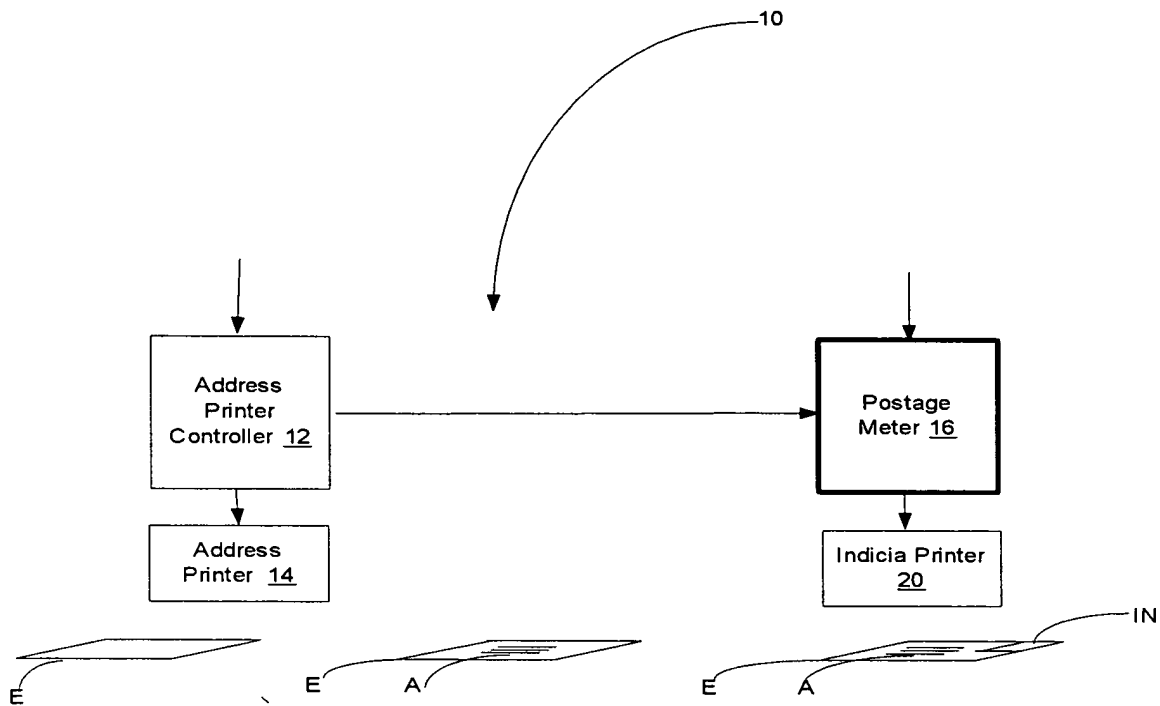 10
Address
Printer
Controller 12
Postage
Meter 16
Address
Printer 14
Indicia Printer
20
IN
E
E
A
E
A